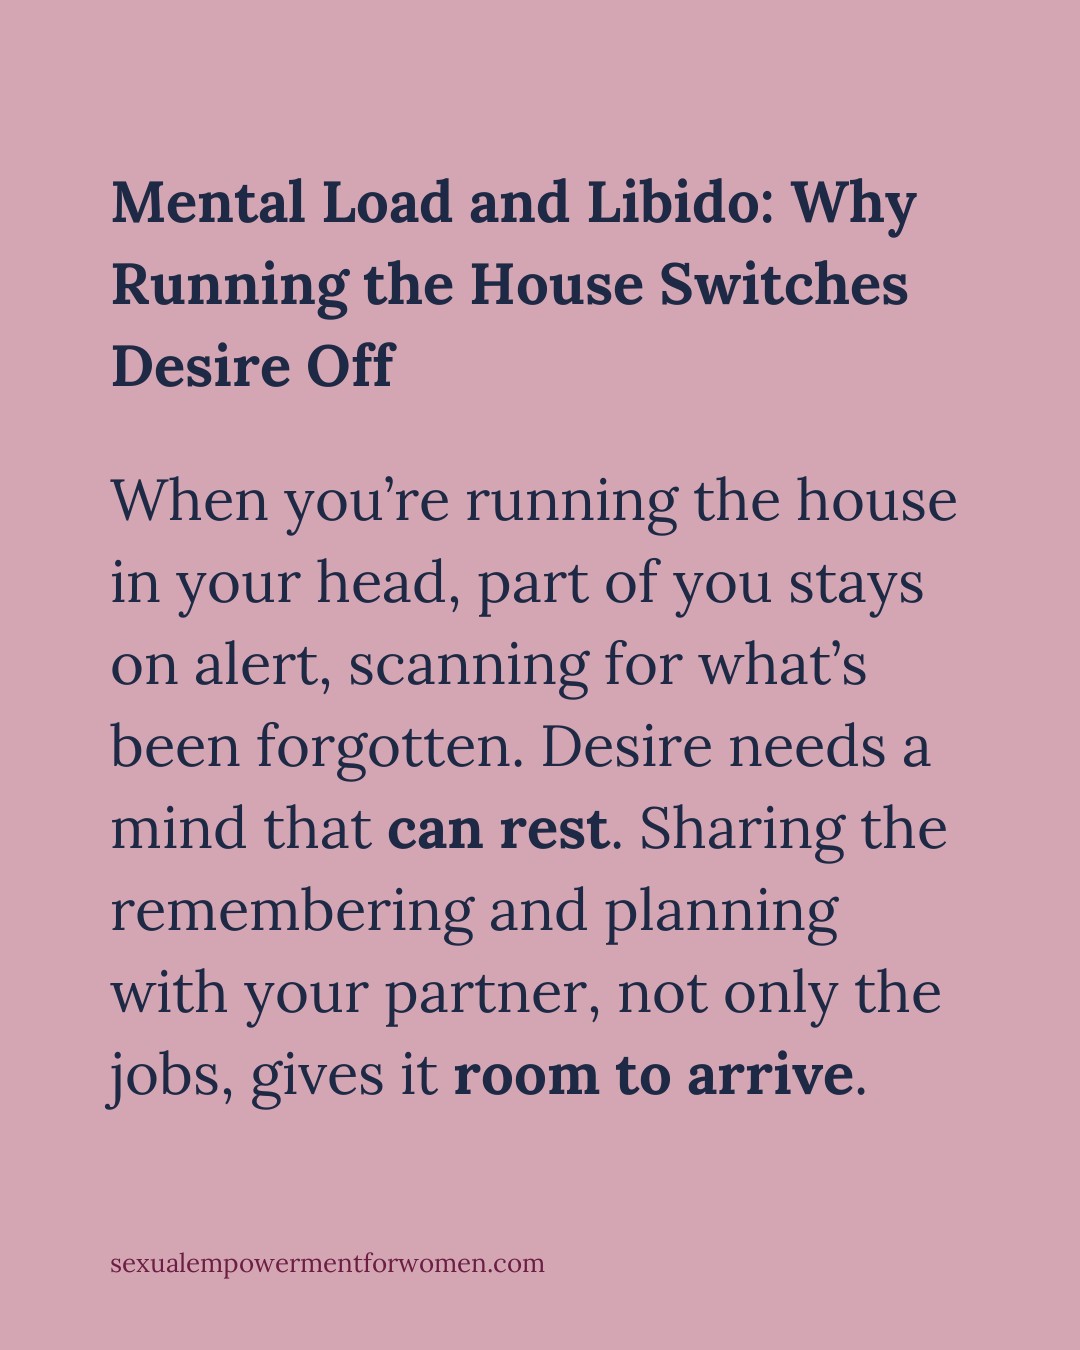 Mental Load and Libido: Why
Running the House Switches
Desire Off
When you’re running the house
in your head, part of you stays
on alert, scanning for what’s
been forgotten. Desire needs a
mind that can rest. Sharing the
remembering and planning
with your partner, not only the
jobs, gives it room to arrive.
sexualempowermentforwomen.com